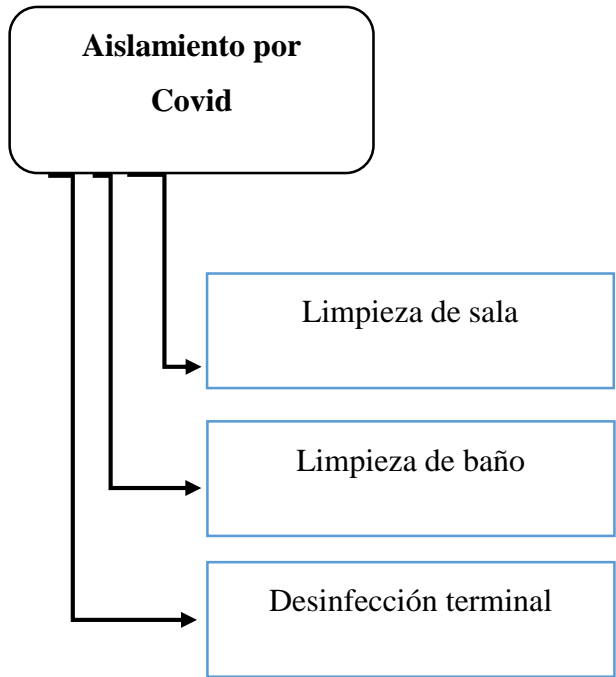 Aislamiento por
Covid
Limpieza de sala
Limpieza de baño
Desinfección terminal